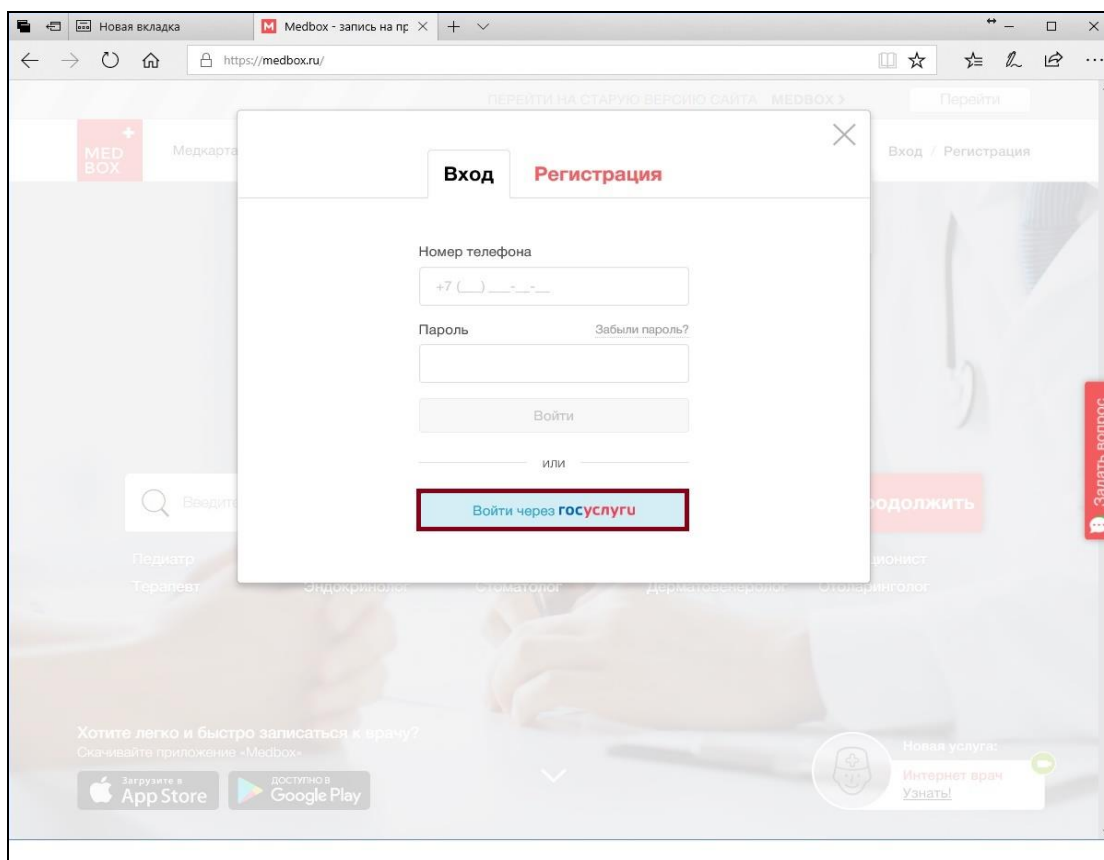 Новая вкладка
Medbox - запись на пр
https://medbox.ru/
ПЕРЕЙТИ НА СТАРУЮ ВЕРСИЮ САЙТА MEDBOX >
Перейти
MED
BOX
Медкарта
Вход / Регистрация
Вход
Регистрация
Номер телефона
+7 (___) ___-__-__
Пароль
Забыли пароль?
Войти
или
Войти через госуслуги
Задать вопрос
Педиатр
Терапевт
Эндокринолог
Стоматолог
Дерматовенеролог
Отоларинголог
Хотите легко и быстро записаться к врачу?
Скачивайте приложение «Medbox»
Загрузите в
App Store
ДОСТУПНО В
Google Play
Новая услуга:
Интернет врач
Узнать!